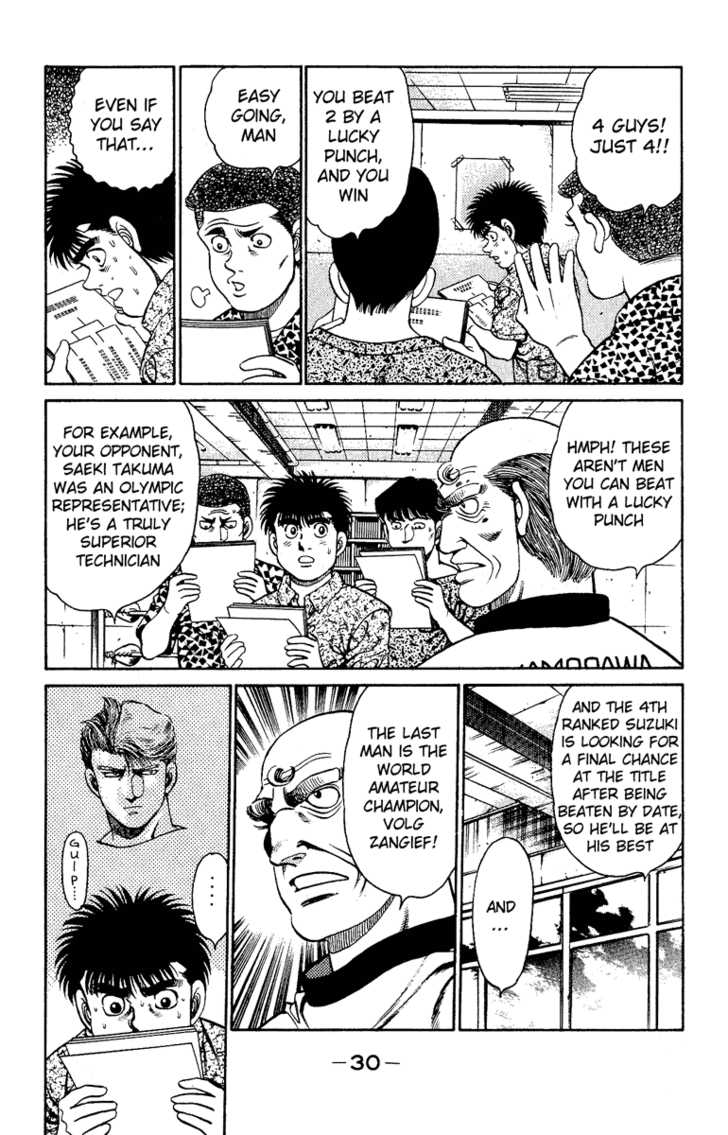 4 GUYS!
JUST 4!!
YOU BEAT
2 BY A
LUCKY
PUNCH,
AND YOU
WIN
EASY
GOING,
MAN
EVEN IF
YOU SAY
THAT...
HMPH! THESE
AREN'T MEN
YOU CAN BEAT
WITH A LUCKY
PUNCH
FOR EXAMPLE,
YOUR OPPONENT,
SAEKI TAKUMA
WAS AN OLYMPIC
REPRESENTATIVE;
HE'S A TRULY
SUPERIOR
TECHNICIAN
KAMOGAWA
AND THE 4TH
RANKED SUZUKI
IS LOOKING FOR
A FINAL CHANCE
AT THE TITLE
AFTER BEING
BEATEN BY DATE,
SO HE'LL BE AT
HIS BEST
AND
...
THE LAST
MAN IS THE
WORLD
AMATEUR
CHAMPION,
VOLG
ZANGIEF!
....
GULP...
—30—